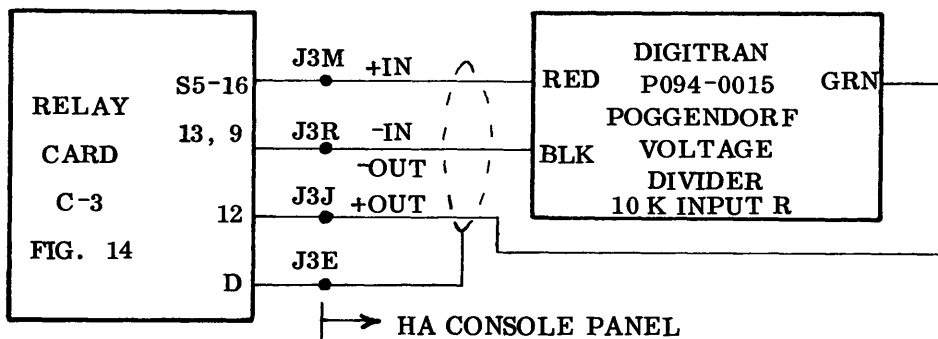 RELAY
CARD
C-3
FIG. 14
S5-16
13, 9
12
D
J3M
+IN
J3R
-IN
-OUT
J3J
+OUT
J3E
HA CONSOLE PANEL
DIGITRAN
RED
P094-0015
GRN
POGGENDORF
BLK
VOLTAGE
DIVIDER
10 K INPUT R